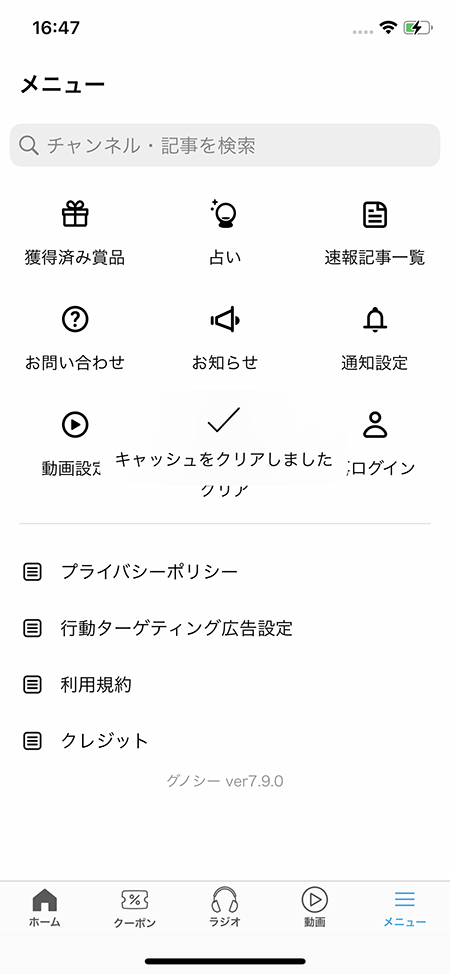 16:47
メニュー
チャンネル・記事を検索
獲得済み賞品
占い
速報記事一覧
お問い合わせ
お知らせ
通知設定
動画設定
キャッシュをクリアしました
ログイン
クリア
プライバシーポリシー
行動ターゲティング広告設定
利用規約
クレジット
グノシー ver7.9.0
ホーム
クーポン
ラジオ
動画
メニュー